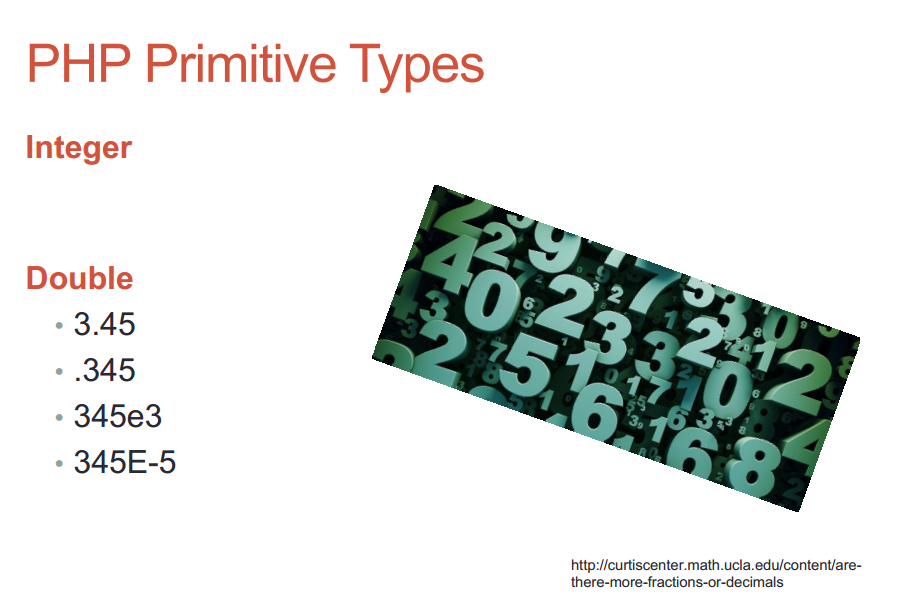 PHP Primitive Types
Integer
Double
• 3.45
• .345
• 345e3
• 345E-5
http://curtiscenter.math.ucla.edu/content/are-
there-more-fractions-or-decimals